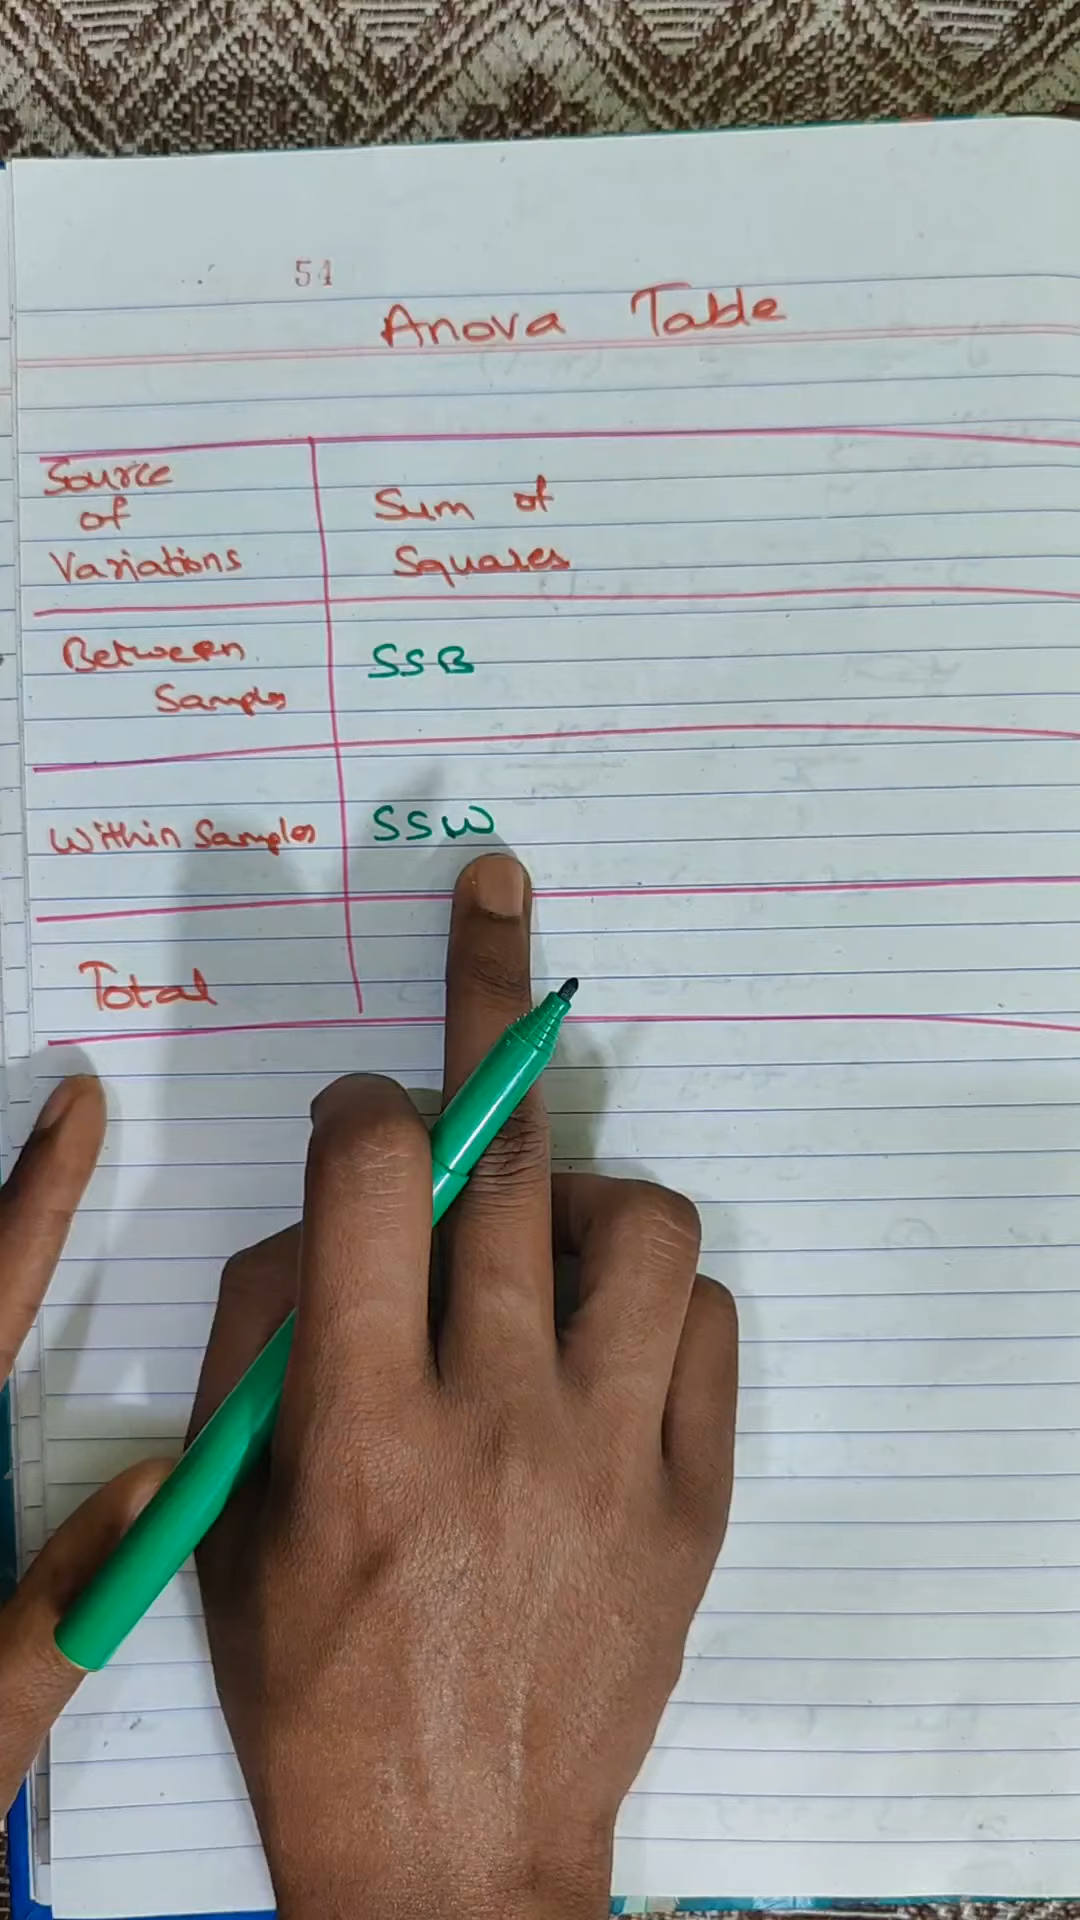 54
Anova Table
Source
of
Variations
Sum of
Squares
Between
Samples
SSB
Within Samples
SSW
Total